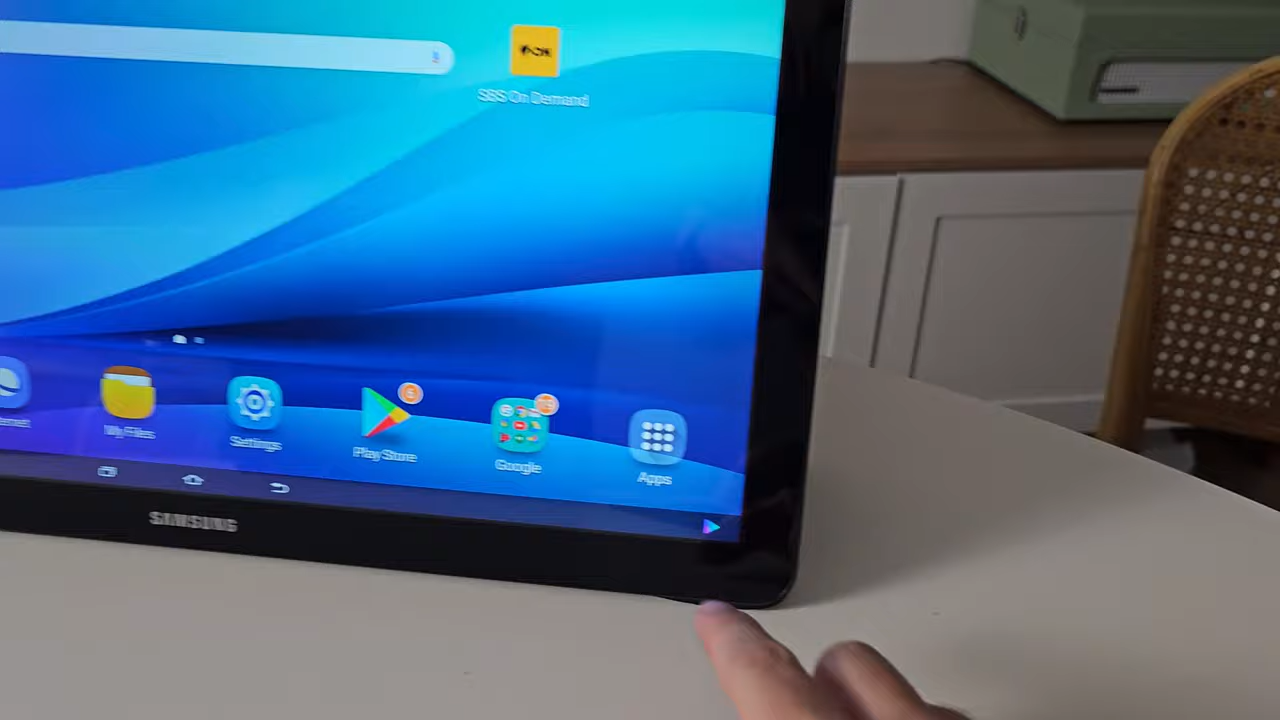 SBS On Demand
My Files
Settings
Play Store
Google
Apps
SAMSUNG